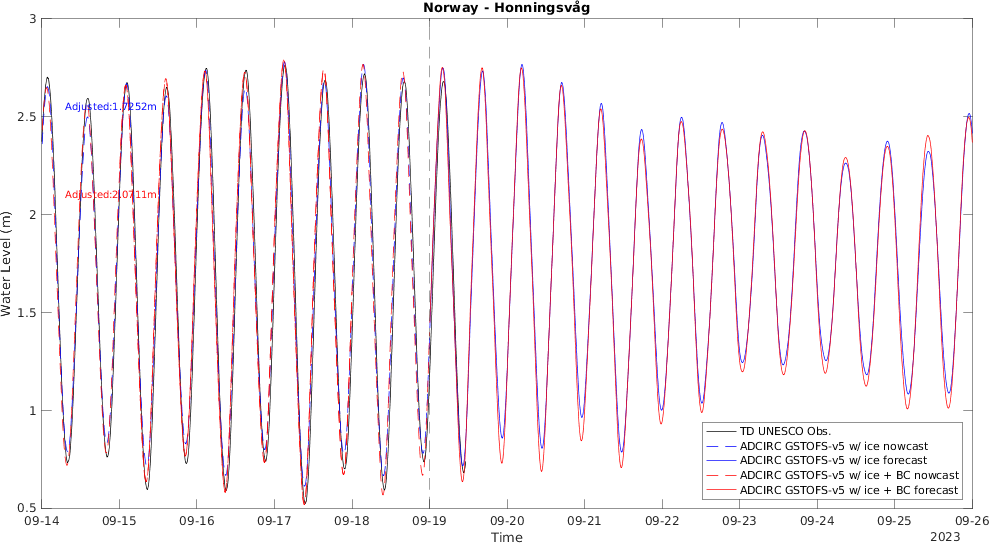 Norway - Honningsvåg
3
2.5
2
1.5
1
0.5
Water Level (m)
Adjusted:1.7252m
Adjusted:2.0711m
TD UNESCO Obs.
ADCIRC GSTOFS-v5 w/ ice nowcast
ADCIRC GSTOFS-v5 w/ ice forecast
ADCIRC GSTOFS-v5 w/ ice + BC nowcast
ADCIRC GSTOFS-v5 w/ ice + BC forecast
09-14 09-15 09-16 09-17 09-18 09-19 09-20 09-21 09-22 09-23 09-24 09-25 09-26
Time
2023